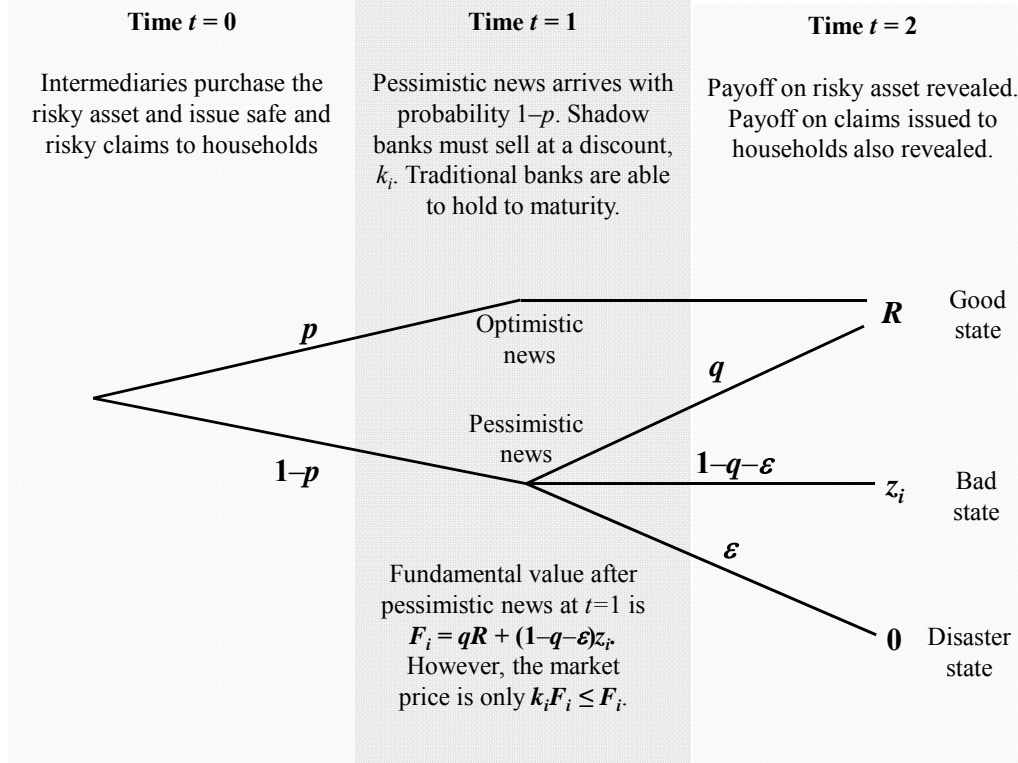 Time t = 0
Intermediaries purchase the
risky asset and issue safe and
risky claims to households
Time t = 1
Pessimistic news arrives with
probability 1–p. Shadow
banks must sell at a discount,
kᵢ. Traditional banks are able
to hold to maturity.
Time t = 2
Payoff on risky asset revealed.
Payoff on claims issued to
households also revealed.
p
Optimistic
news
R
Good
state
q
Pessimistic
news
1–p
1–q–ε
zᵢ
Bad
state
ε
0
Disaster
state
Fundamental value after
pessimistic news at t=1 is
Fᵢ = qR + (1–q–ε)zᵢ.
However, the market
price is only kᵢFᵢ ≤ Fᵢ.